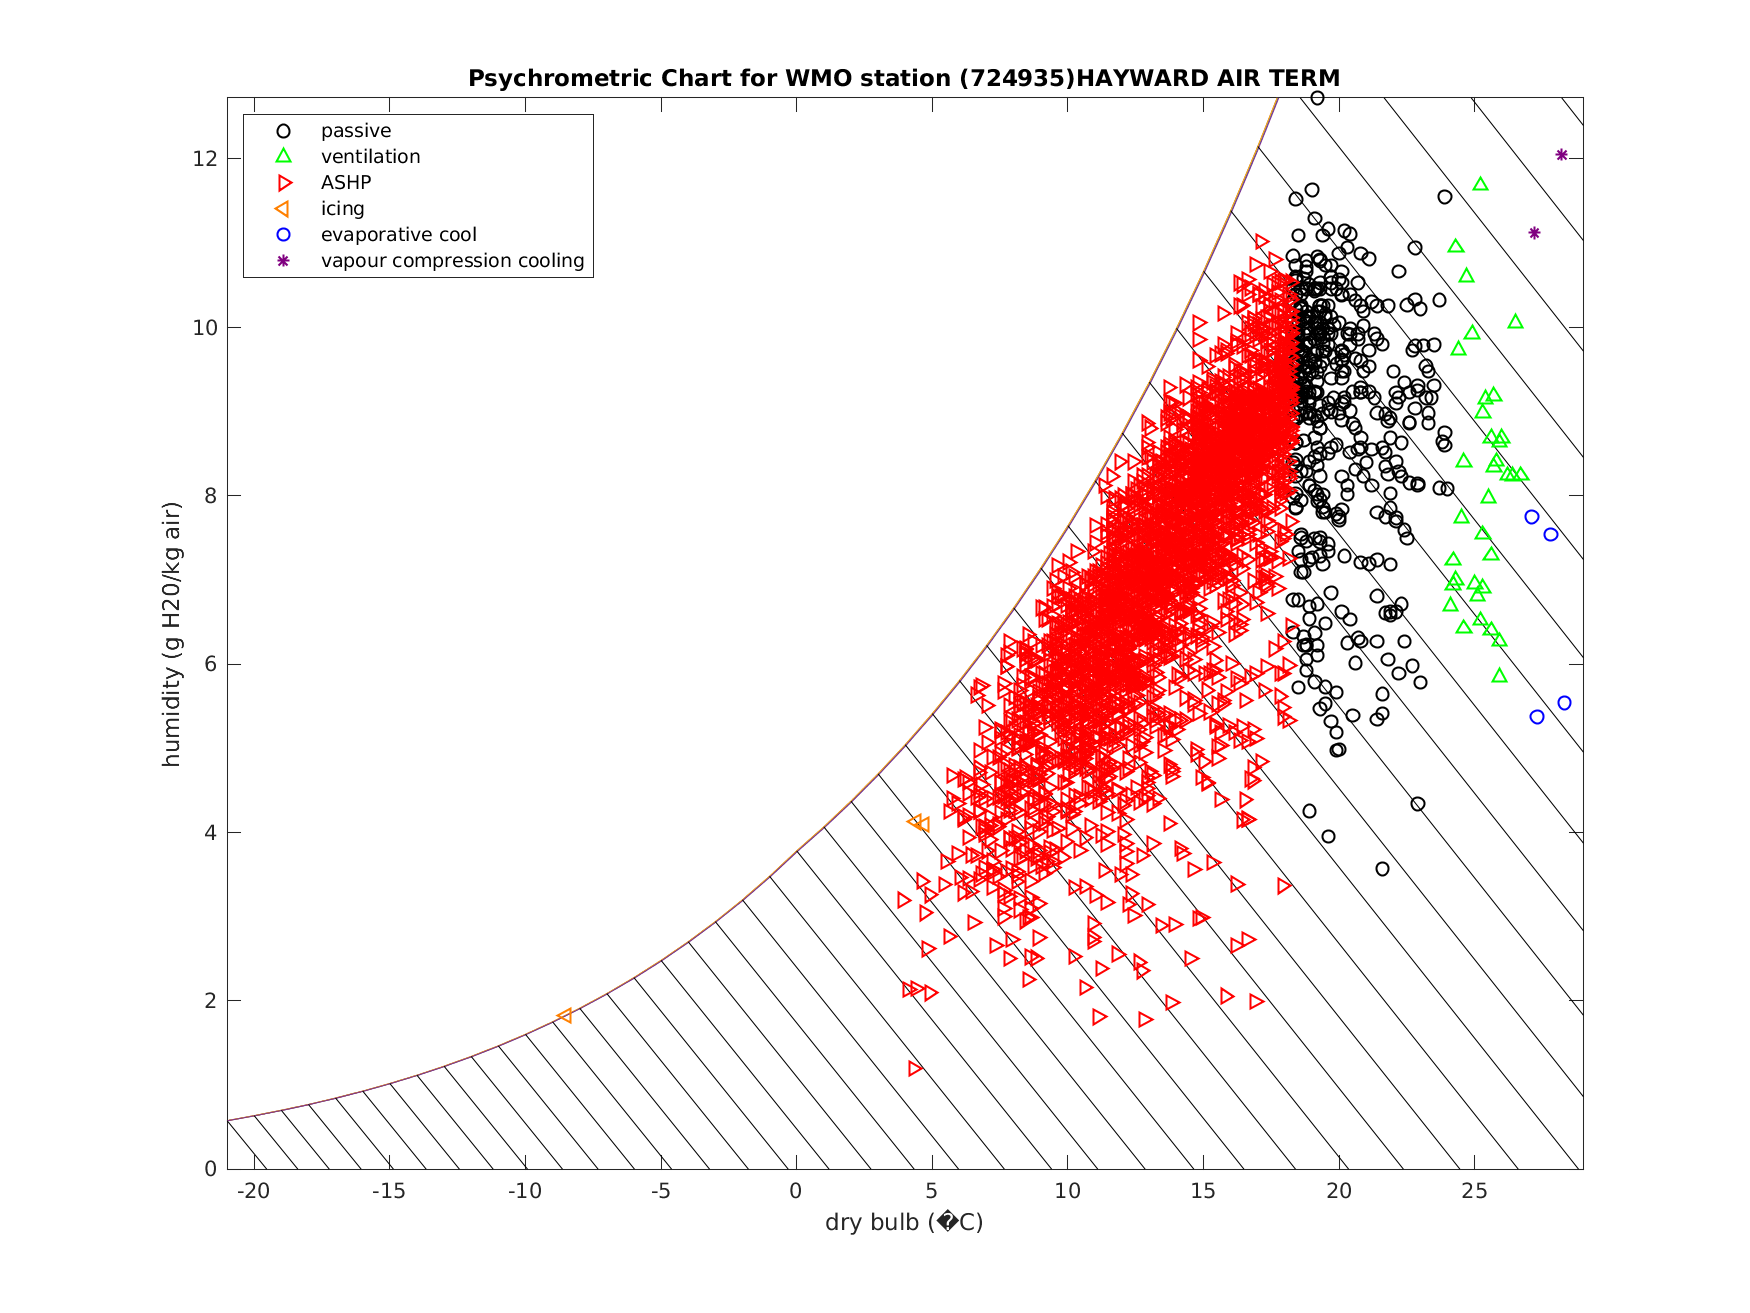 Psychrometric Chart for WMO station (724935)HAYWARD AIR TERM
passive
ventilation
ASHP
icing
evaporative cool
vapour compression cooling
humidity (g H20/kg air)
12
10
8
6
4
2
0
-20 -15 -10 -5 0 5 10 15 20 25
dry bulb (�C)